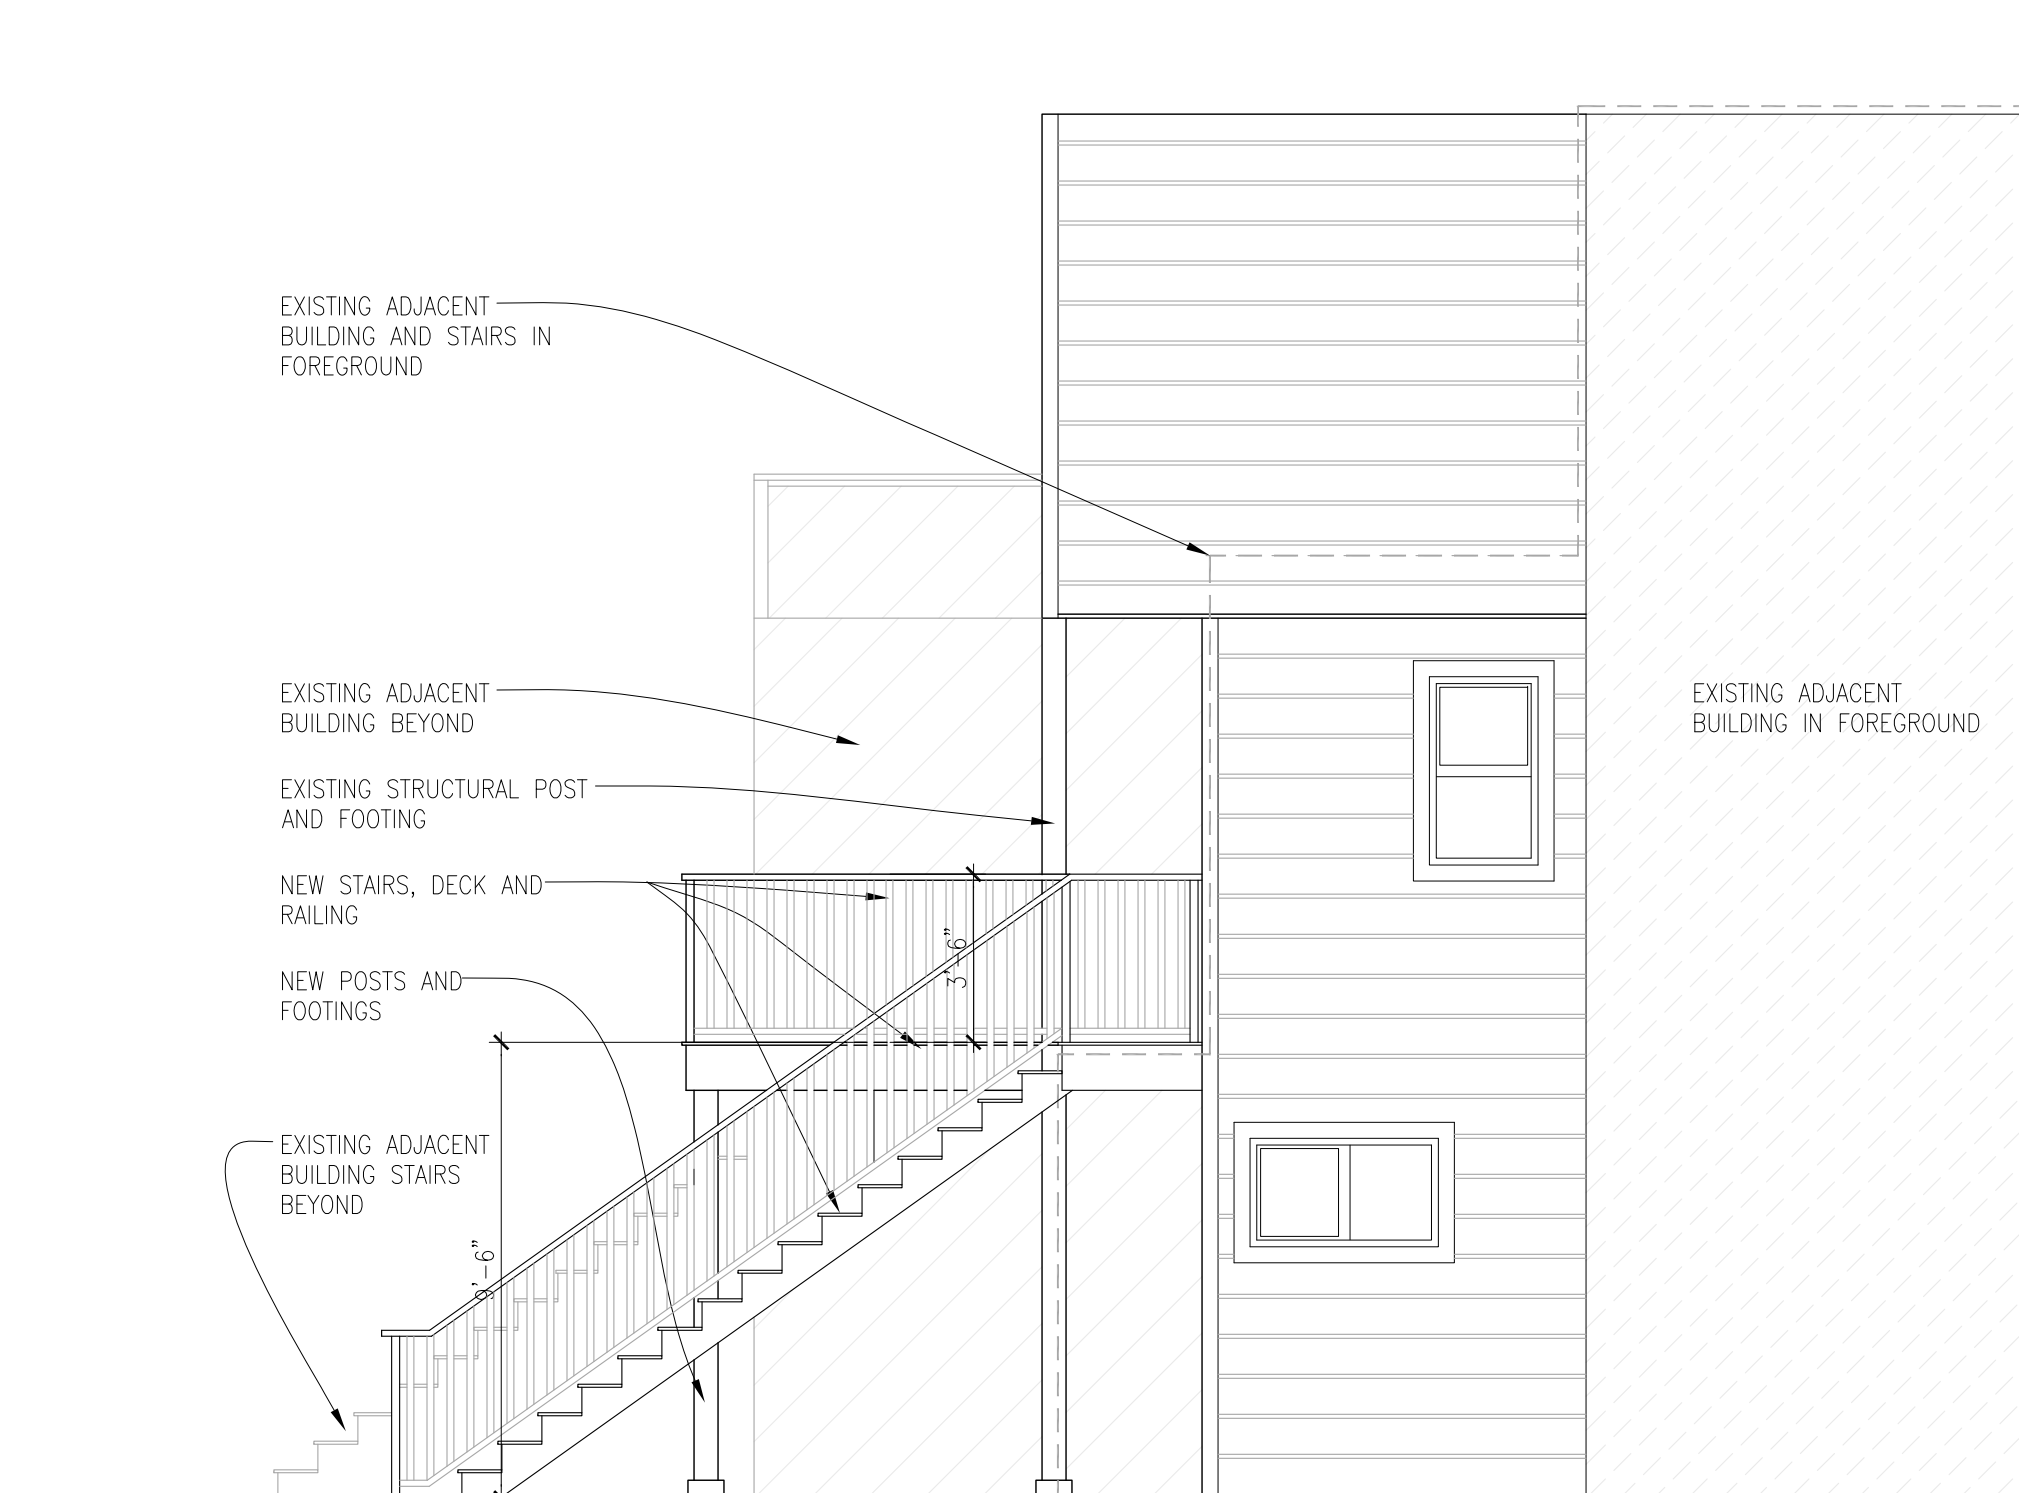 EXISTING ADJACENT
BUILDING AND STAIRS IN
FOREGROUND
EXISTING ADJACENT
BUILDING BEYOND
EXISTING ADJACENT
BUILDING IN FOREGROUND
EXISTING STRUCTURAL POST
AND FOOTING
NEW STAIRS, DECK AND
RAILING
3'-6"
NEW POSTS AND
FOOTINGS
EXISTING ADJACENT
BUILDING STAIRS
BEYOND
9'-6"